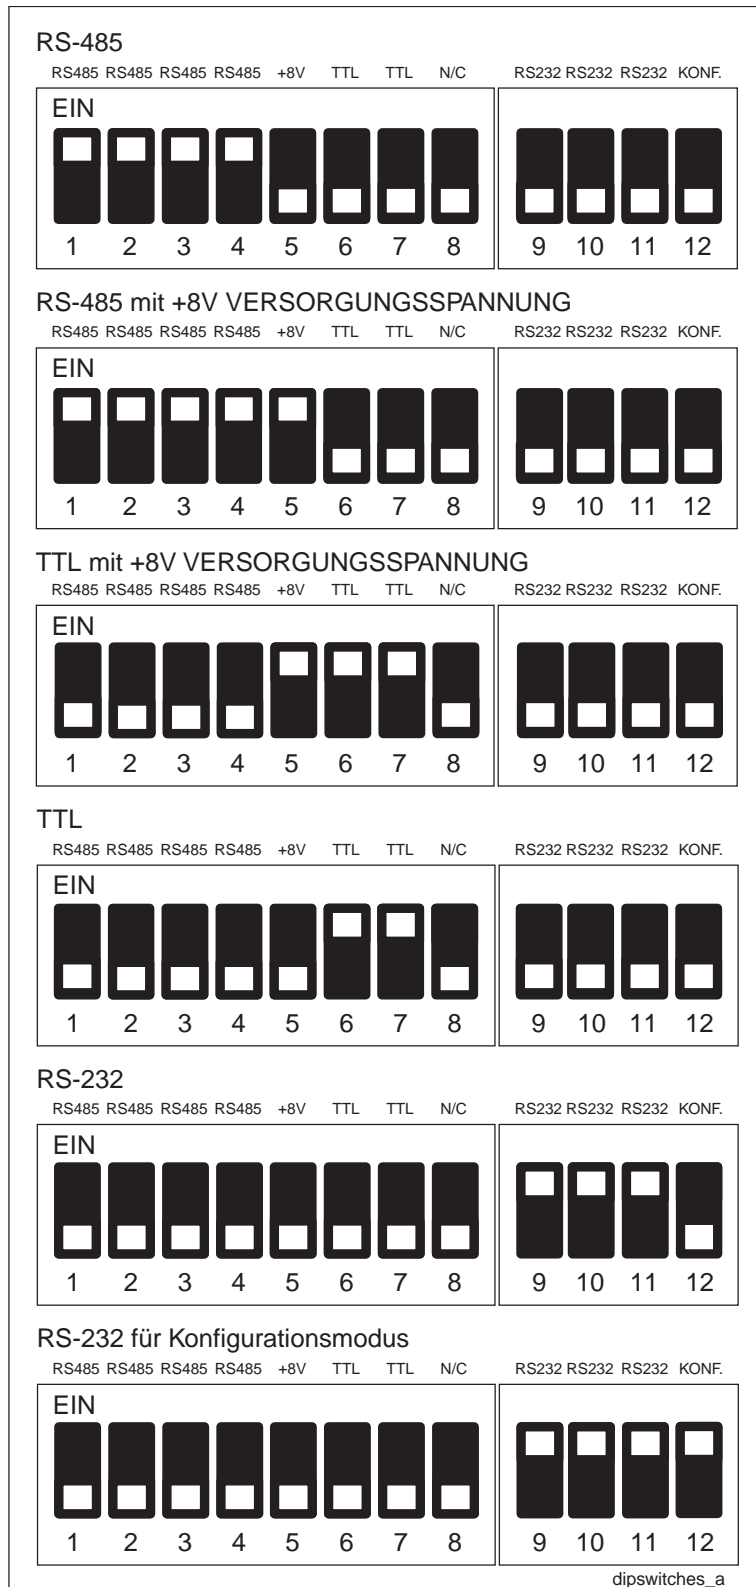 RS-485
RS485 RS485 RS485 RS485 +8V TTL TTL N/C RS232 RS232 RS232 KONF.
EIN
1 2 3 4 5 6 7 8 9 10 11 12
RS-485 mit +8V VERSORGUNGSSPANNUNG
RS485 RS485 RS485 RS485 +8V TTL TTL N/C RS232 RS232 RS232 KONF.
EIN
1 2 3 4 5 6 7 8 9 10 11 12
TTL mit +8V VERSORGUNGSSPANNUNG
RS485 RS485 RS485 RS485 +8V TTL TTL N/C RS232 RS232 RS232 KONF.
EIN
1 2 3 4 5 6 7 8 9 10 11 12
TTL
RS485 RS485 RS485 RS485 +8V TTL TTL N/C RS232 RS232 RS232 KONF.
EIN
1 2 3 4 5 6 7 8 9 10 11 12
RS-232
RS485 RS485 RS485 RS485 +8V TTL TTL N/C RS232 RS232 RS232 KONF.
EIN
1 2 3 4 5 6 7 8 9 10 11 12
RS-232 für Konfigurationsmodus
RS485 RS485 RS485 RS485 +8V TTL TTL N/C RS232 RS232 RS232 KONF.
EIN
1 2 3 4 5 6 7 8 9 10 11 12
dipswitches_a